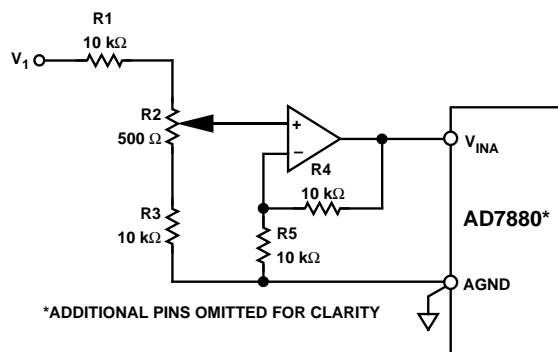 R1
10 kΩ
V1
R2
500 Ω
+
–
R4
10 kΩ
VINA
AD7880*
R3
10 kΩ
R5
10 kΩ
AGND
*ADDITIONAL PINS OMITTED FOR CLARITY